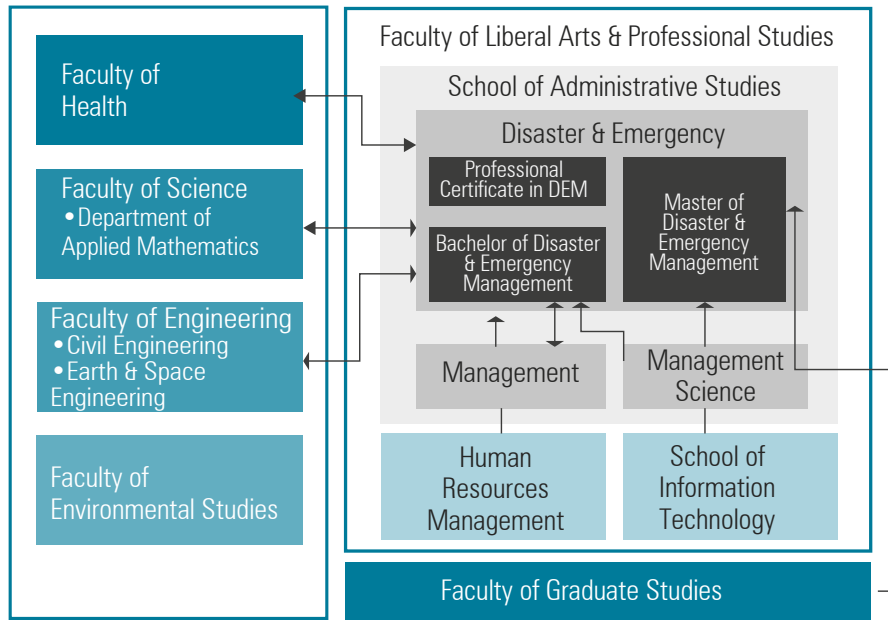 Faculty of
Health
Faculty of Science
•Department of
Applied Mathematics
Faculty of Engineering
•Civil Engineering
•Earth & Space
Engineering
Faculty of
Environmental Studies
Faculty of Liberal Arts & Professional Studies
School of Administrative Studies
Disaster & Emergency
Professional
Certificate in DEM
Bachelor of Disaster
& Emergency
Management
Master of
Disaster &
Emergency
Management
Management
Management
Science
Human
Resources
Management
School of
Information
Technology
Faculty of Graduate Studies